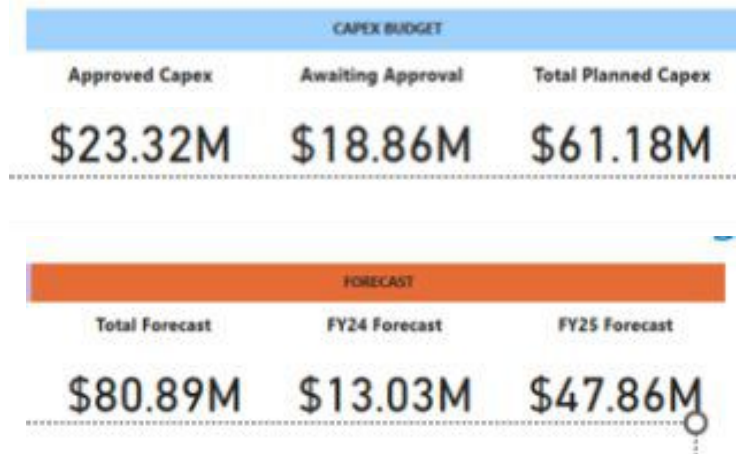 CAPEX BUDGET
Approved Capex Awaiting Approval Total Planned Capex
$23.32M $18.86M $61.18M
FORECAST
Total Forecast FY24 Forecast FY25 Forecast
$80.89M $13.03M $47.86M